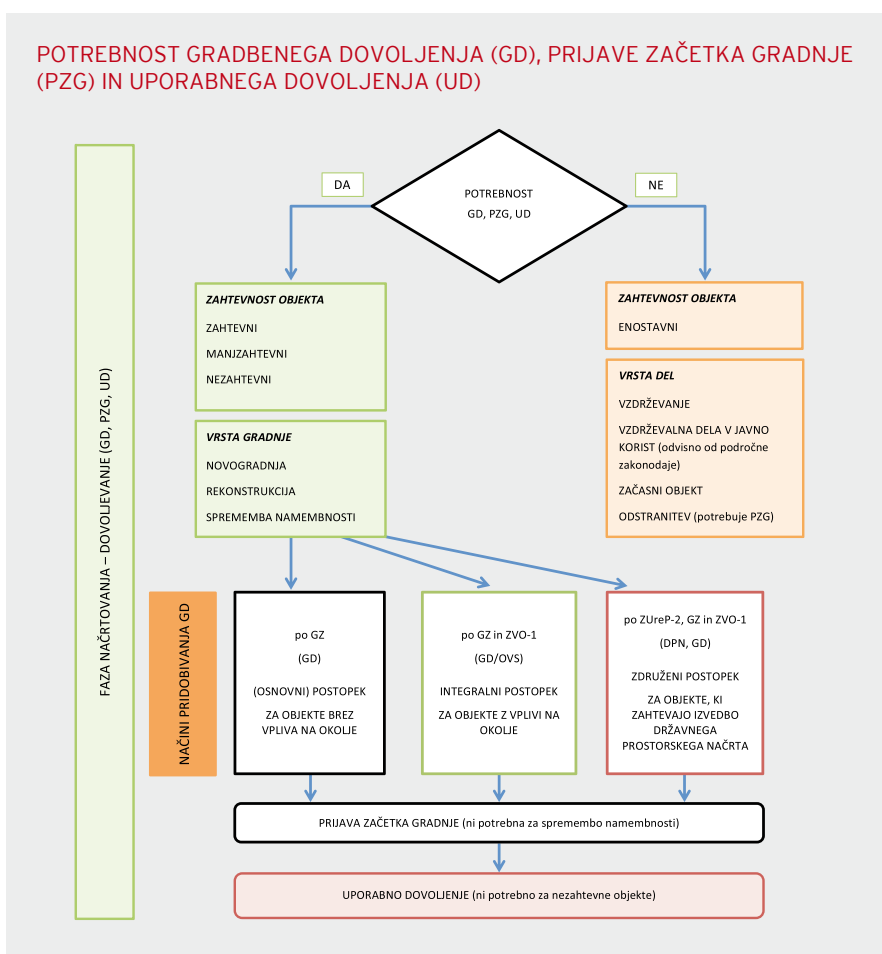 POTREBNOST GRADBENEGA DOVOLJENJA (GD), PRIJAVE ZAČETKA GRADNJE
(PZG) IN UPORABNEGA DOVOLJENJA (UD)
FAZA NAČRTOVANJA – DOVOLJEVANJE (GD, PZG, UD)
DA
POTREBNOST
GD, PZG, UD
NE
ZAHTEVNOST OBJEKTA
ZAHTEVNI
MANJZAHTEVNI
NEZAHTEVNI
VRSTA GRADNJE
NOVOGRADNJA
REKONSTRUKCIJA
SPREMEMBA NAMEMBNOSTI
ZAHTEVNOST OBJEKTA
ENOSTAVNI
VRSTA DEL
VZDRŽEVANJE
VZDRŽEVALNA DELA V JAVNO
KORIST (odvisno od področne
zakonodaje)
ZAČASNI OBJEKT
ODSTRANITEV (potrebuje PZG)
NAČINI PRIDOBIVANJA GD
po GZ
(GD)
(OSNOVNI) POSTOPEK
ZA OBJEKTE BREZ
VPLIVA NA OKOLJE
po GZ in ZVO-1
(GD/OVS)
INTEGRALNI POSTOPEK
ZA OBJEKTE Z VPLIVI NA
OKOLJE
po ZUreP-2, GZ in ZVO-1
(DPN, GD)
ZDRUŽENI POSTOPEK
ZA OBJEKTE, KI
ZAHTEVAJO IZVEDBO
DRŽAVNEGA
PROSTORSKEGA NAČRTA
PRIJAVA ZAČETKA GRADNJE (ni potrebna za spremembo namembnosti)
UPORABNO DOVOLJENJE (ni potrebno za nezahtevne objekte)